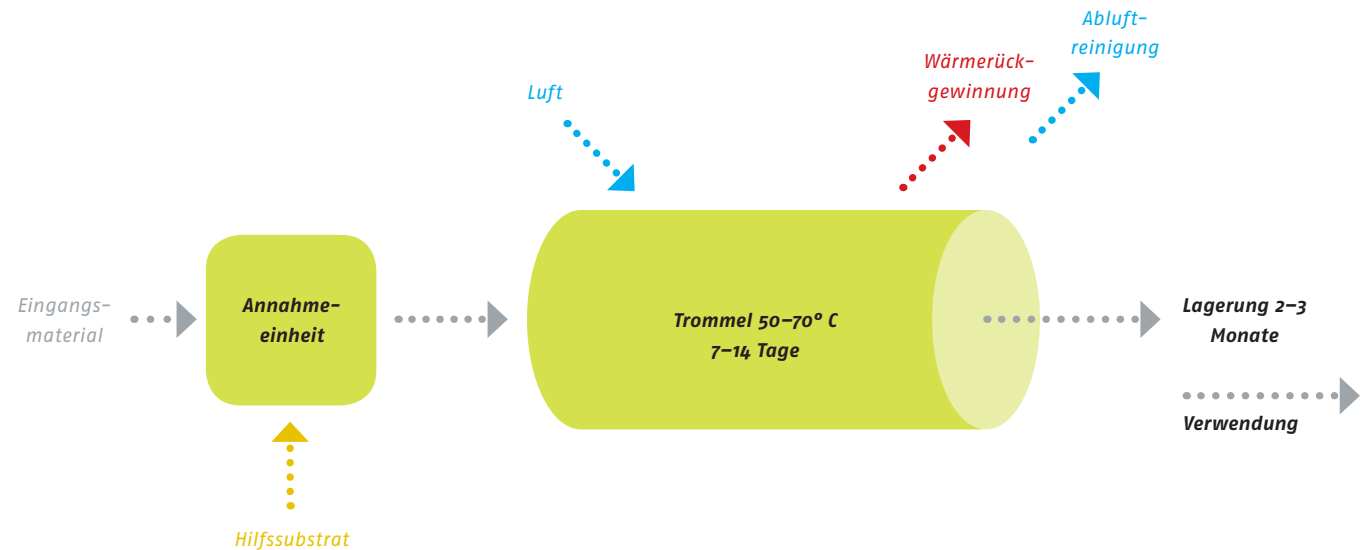 Abluft-
reinigung
Wärmerück-
gewinnung
Luft
Eingangs-
material
Annahme-
einheit
Trommel 50–70° C
7–14 Tage
Lagerung 2–3
Monate
Verwendung
Hilfssubstrat